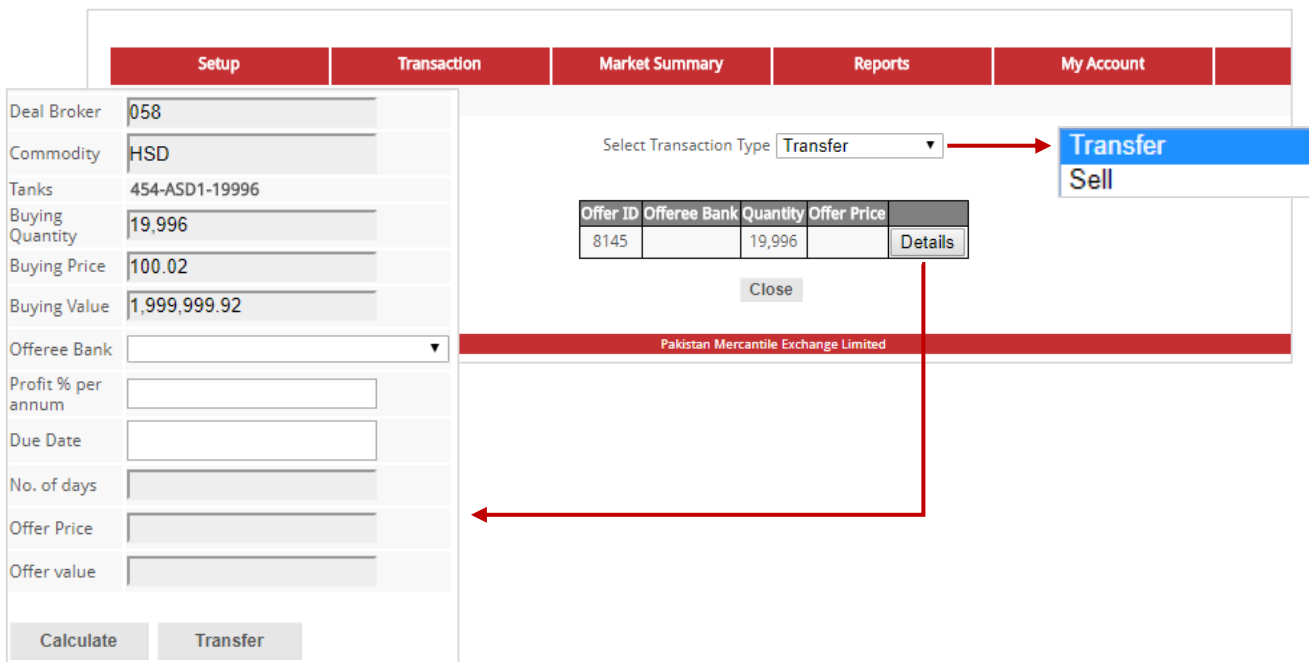 Setup Transaction Market Summary Reports My Account
Deal Broker 058
Commodity HSD
Tanks 454-ASD1-19996
Buying
Quantity 19,996
Buying Price 100.02
Buying Value 1,999,999.92
Offeree Bank
Profit % per
annum
Due Date
No. of days
Offer Price
Offer value
Calculate Transfer
Select Transaction Type Transfer
Transfer
Sell
Offer ID Offeree Bank Quantity Offer Price
8145 19,996 Details
Close
Pakistan Mercantile Exchange Limited